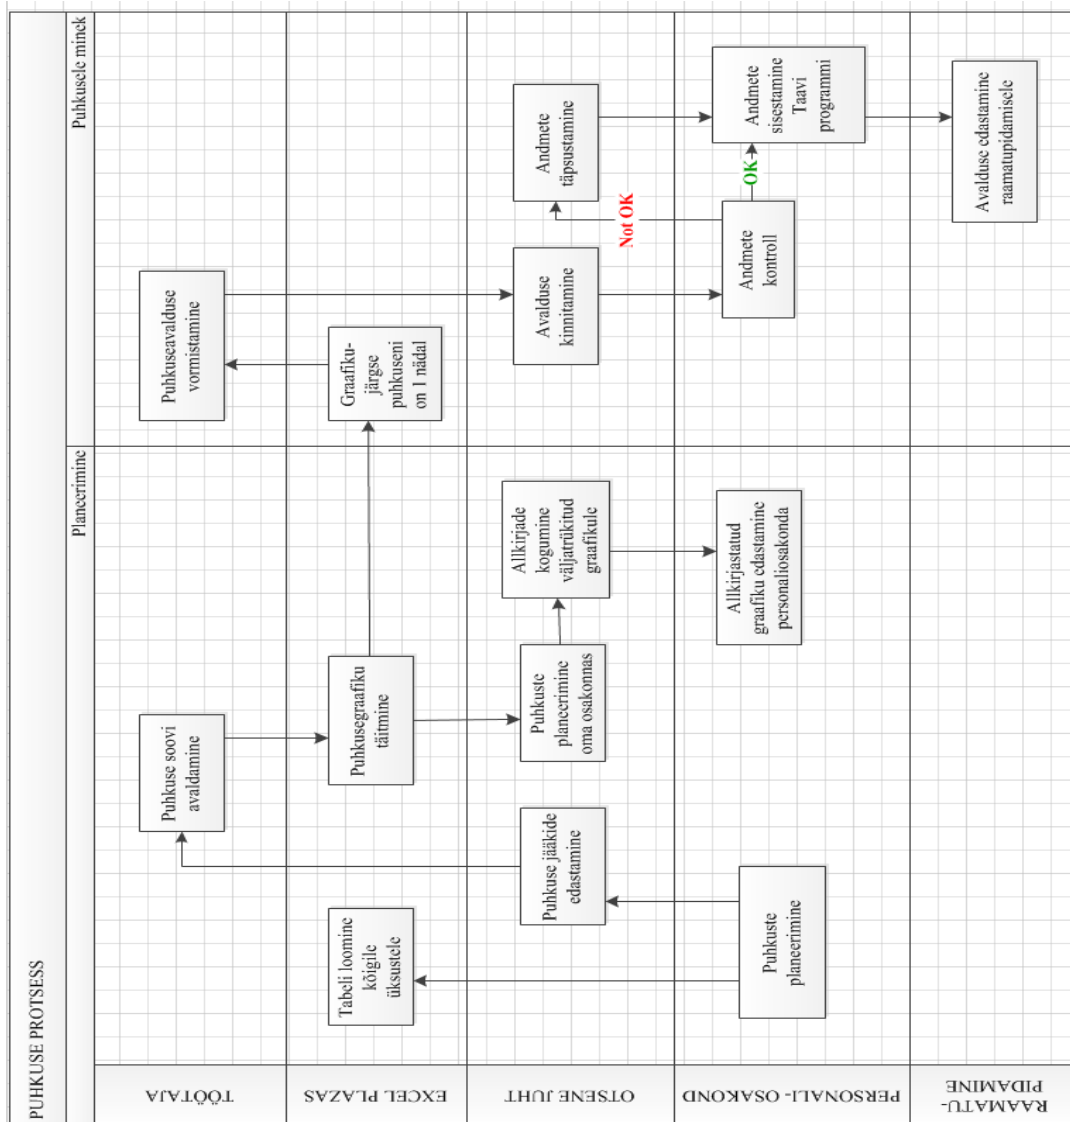 PUHKUSE PROTSESS
Planeerimine
Puhkusele minek
TÖÖTAJA
Puhkuse soovi
avaldamine
Puhkuseavalduse
vormistamine
EXCEL PLAZAS
Tabeli loomine
kõigile
üksustele
Puhkusegraafiku
täitmine
Graafiku-
järgse
puhkuseni
on 1 nädal
OTSENE JUHT
Puhkuse jääkide
edastamine
Puhkuste
planeerimine
oma osakonnas
Allkirjade
kogumine
väljatrükitud
graafikule
Avalduse
kinnitamine
Andmete
täpsustamine
Not OK
PERSONALI- OSAKOND
Puhkuste
planeerimine
Allkirjastatud
graafiku edastamine
personaliosakonda
Andmete
kontroll
OK
Andmete
sisestamine
Taavi
programmi
RAAMATU-
PIDAMINE
Avalduse edastamine
raamatupidamisele